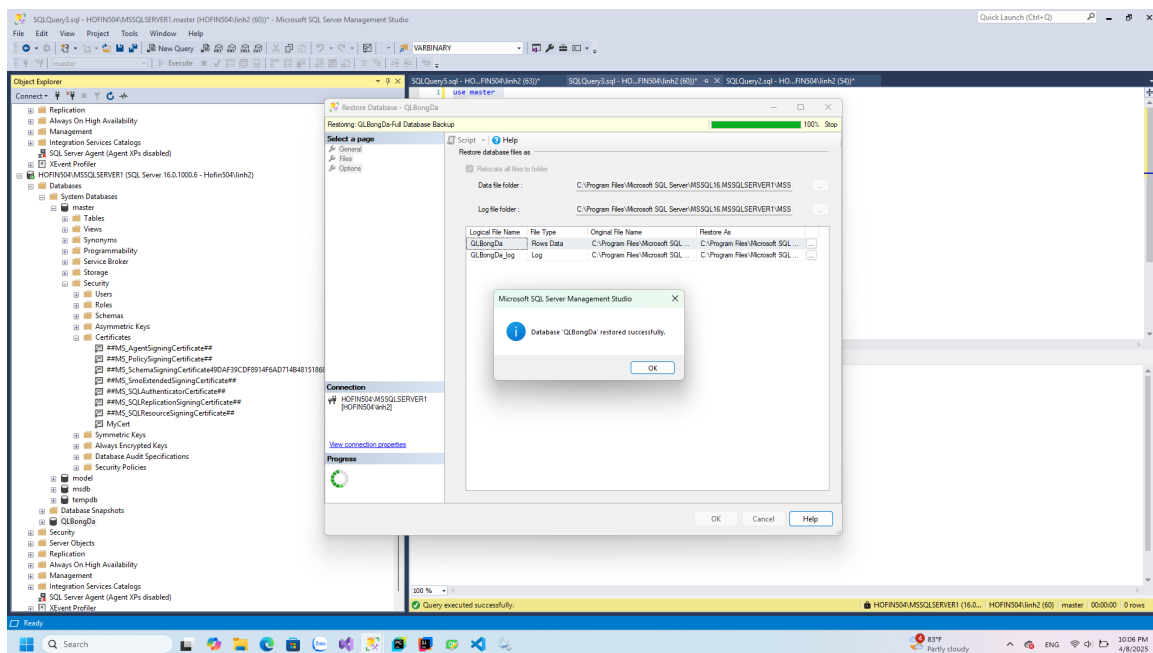 SQLQuery3.sql - HOFIN504\MSSQLSERVER1.master (HOFIN504\linh2 (60))* - Microsoft SQL Server Management Studio
Quick Launch (Ctrl+Q)
File Edit View Project Tools Window Help
New Query
VARBINARY
master
Execute
Object Explorer
Connect
Replication
Always On High Availability
Management
Integration Services Catalogs
SQL Server Agent (Agent XPs disabled)
XEvent Profiler
HOFIN504\MSSQLSERVER1 (SQL Server 16.0.1000.6 - Hofin504\linh2)
Databases
System Databases
master
Tables
Views
Synonyms
Programmability
Service Broker
Storage
Security
Users
Roles
Schemas
Asymmetric Keys
Certificates
##MS_AgentSigningCertificate##
##MS_PolicySigningCertificate##
##MS_SchemaSigningCertificate49DAF39CDF8914F6AD714B4815186
##MS_SmoExtendedSigningCertificate##
##MS_SQLAuthenticatorCertificate##
##MS_SQLReplicationSigningCertificate##
##MS_SQLResourceSigningCertificate##
MyCert
Symmetric Keys
Always Encrypted Keys
Database Audit Specifications
Security Policies
model
msdb
tempdb
Database Snapshots
QLBongDa
Security
Server Objects
Replication
Always On High Availability
Management
Integration Services Catalogs
SQL Server Agent (Agent XPs disabled)
XEvent Profiler
SQLQuery5.sql - HO...FIN504\linh2 (63))*
SQLQuery3.sql - HO...FIN504\linh2 (60))*
SQLQuery2.sql - HO...FIN504\linh2 (54))*
1 use master
Restore Database - QLBongDa
Restoring: QLBongDa-Full Database Backup
100% Stop
Select a page
General
Files
Options
Script Help
Restore database files as
Relocate all files to folder
Data file folder : C:\Program Files\Microsoft SQL Server\MSSQL16.MSSQLSERVER1\MSS ...
Log file folder : C:\Program Files\Microsoft SQL Server\MSSQL16.MSSQLSERVER1\MSS ...
Logical File Name File Type Original File Name Restore As
QLBongDa Rows Data C:\Program Files\Microsoft SQL ... C:\Program Files\Microsoft SQL ... ...
QLBongDa_log Log C:\Program Files\Microsoft SQL ... C:\Program Files\Microsoft SQL ... ...
Microsoft SQL Server Management Studio
Database 'QLBongDa' restored successfully.
OK
Connection
HOFIN504\MSSQLSERVER1
[HOFIN504\linh2]
View connection properties
Progress
OK Cancel Help
100 %
Query executed successfully.
HOFIN504\MSSQLSERVER1 (16.0... HOFIN504\linh2 (60) master 00:00:00 0 rows
Ready
Search
Zalo
83°F
Partly cloudy
ENG
10:06 PM
4/8/2025